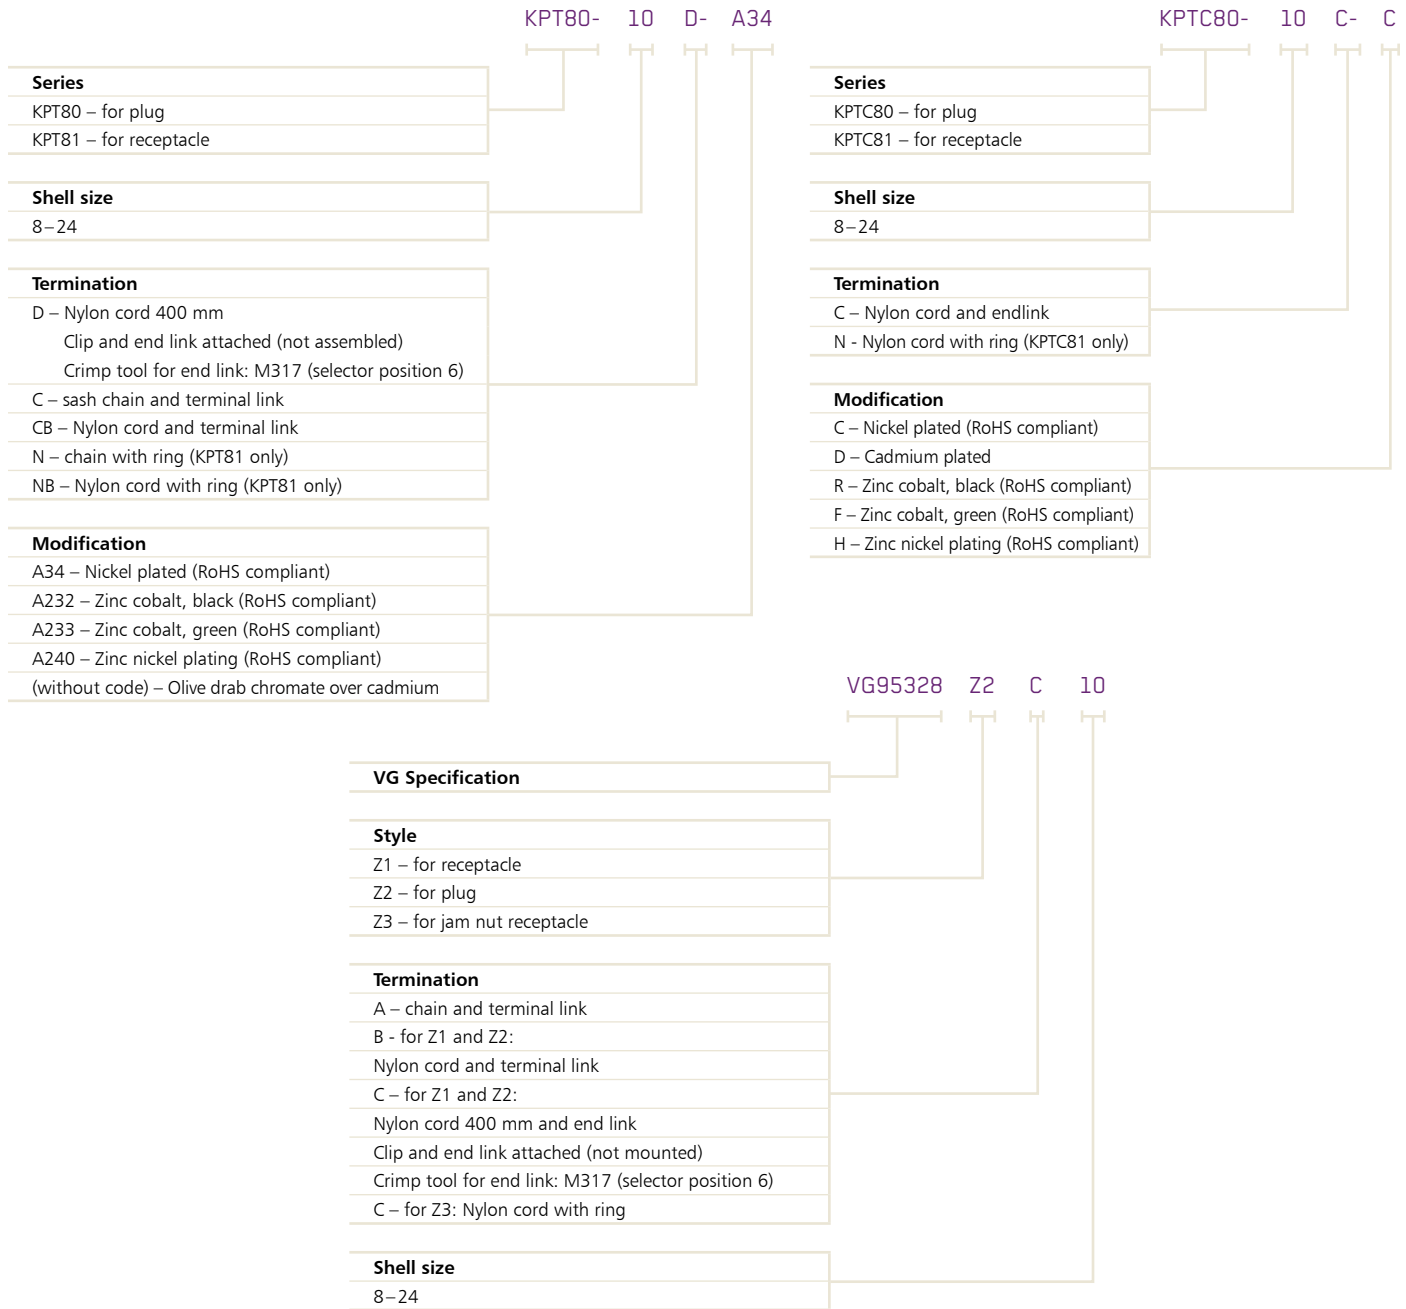 KPT80- 10 D- A34
Series
KPT80 – for plug
KPT81 – for receptacle
Shell size
8–24
Termination
D – Nylon cord 400 mm
Clip and end link attached (not assembled)
Crimp tool for end link: M317 (selector position 6)
C – sash chain and terminal link
CB – Nylon cord and terminal link
N – chain with ring (KPT81 only)
NB – Nylon cord with ring (KPT81 only)
Modification
A34 – Nickel plated (RoHS compliant)
A232 – Zinc cobalt, black (RoHS compliant)
A233 – Zinc cobalt, green (RoHS compliant)
A240 – Zinc nickel plating (RoHS compliant)
(without code) – Olive drab chromate over cadmium
KPTC80- 10 C- C
Series
KPTC80 – for plug
KPTC81 – for receptacle
Shell size
8–24
Termination
C – Nylon cord and endlink
N - Nylon cord with ring (KPTC81 only)
Modification
C – Nickel plated (RoHS compliant)
D – Cadmium plated
R – Zinc cobalt, black (RoHS compliant)
F – Zinc cobalt, green (RoHS compliant)
H – Zinc nickel plating (RoHS compliant)
VG95328 Z2 C 10
VG Specification
Style
Z1 – for receptacle
Z2 – for plug
Z3 – for jam nut receptacle
Termination
A – chain and terminal link
B - for Z1 and Z2:
Nylon cord and terminal link
C – for Z1 and Z2:
Nylon cord 400 mm and end link
Clip and end link attached (not mounted)
Crimp tool for end link: M317 (selector position 6)
C – for Z3: Nylon cord with ring
Shell size
8–24